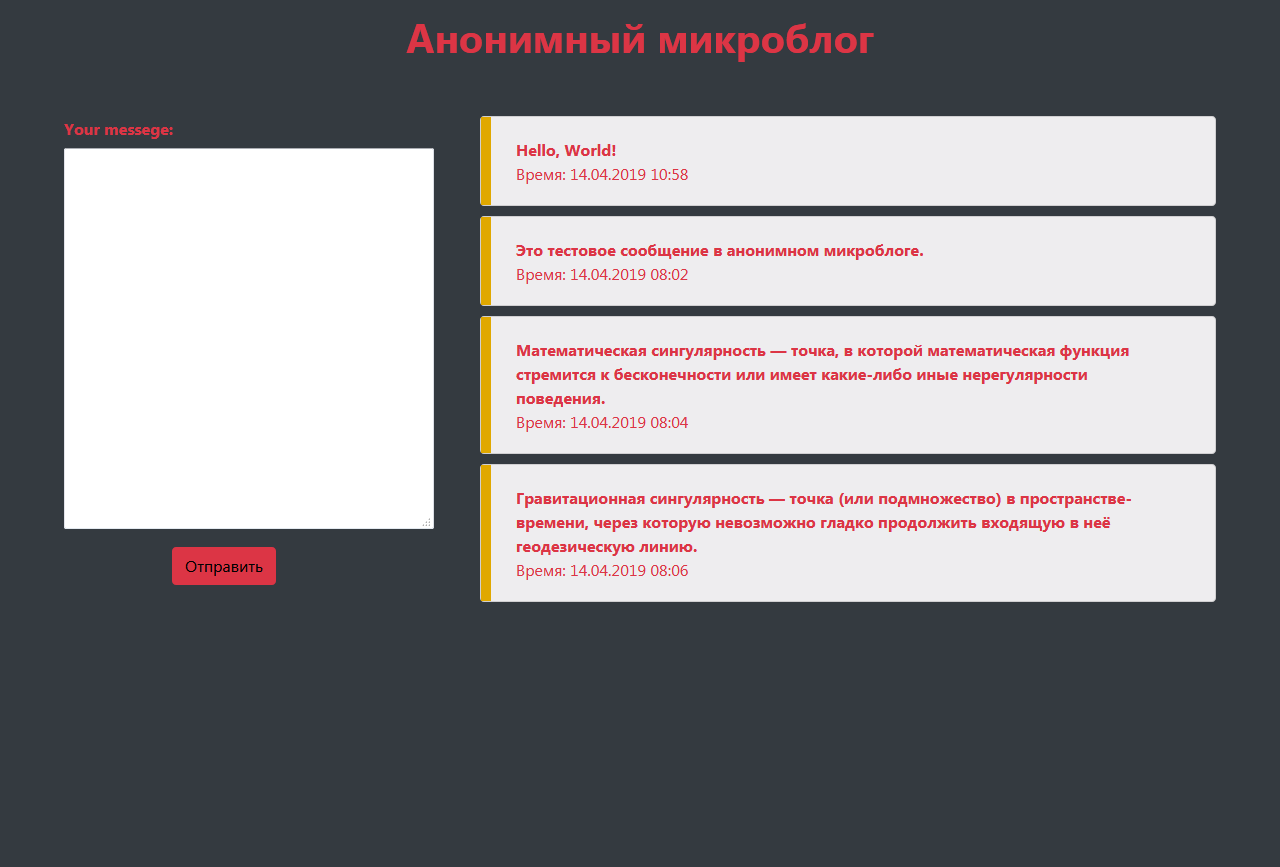 Анонимный микроблог
Your messege:
Отправить
Hello, World!
Время: 14.04.2019 10:58
Это тестовое сообщение в анонимном микроблоге.
Время: 14.04.2019 08:02
Математическая сингулярность — точка, в которой математическая функция
стремится к бесконечности или имеет какие-либо иные нерегулярности
поведения.
Время: 14.04.2019 08:04
Гравитационная сингулярность — точка (или подмножество) в пространстве-
времени, через которую невозможно гладко продолжить входящую в неё
геодезическую линию.
Время: 14.04.2019 08:06